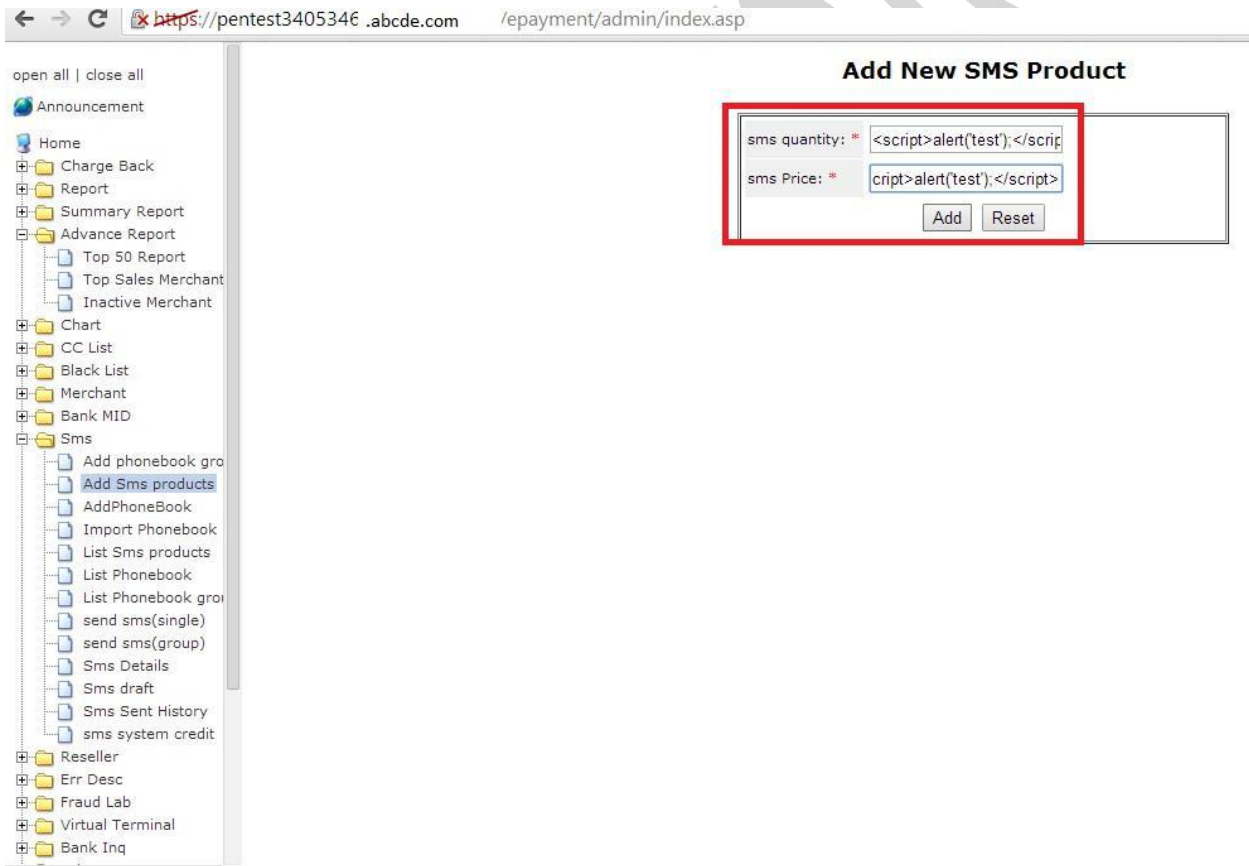 https://pentest3405346 .abcde.com /epayment/admin/index.asp
open all | close all
Announcement
Home
Charge Back
Report
Summary Report
Advance Report
Top 50 Report
Top Sales Merchant
Inactive Merchant
Chart
CC List
Black List
Merchant
Bank MID
Sms
Add phonebook gro
Add Sms products
AddPhoneBook
Import Phonebook
List Sms products
List Phonebook
List Phonebook grou
send sms(single)
send sms(group)
Sms Details
Sms draft
Sms Sent History
sms system credit
Reseller
Err Desc
Fraud Lab
Virtual Terminal
Bank Inq
Add New SMS Product
sms quantity: * <script>alert('test');</scrip
sms Price: * cript>alert('test');</script>
Add Reset